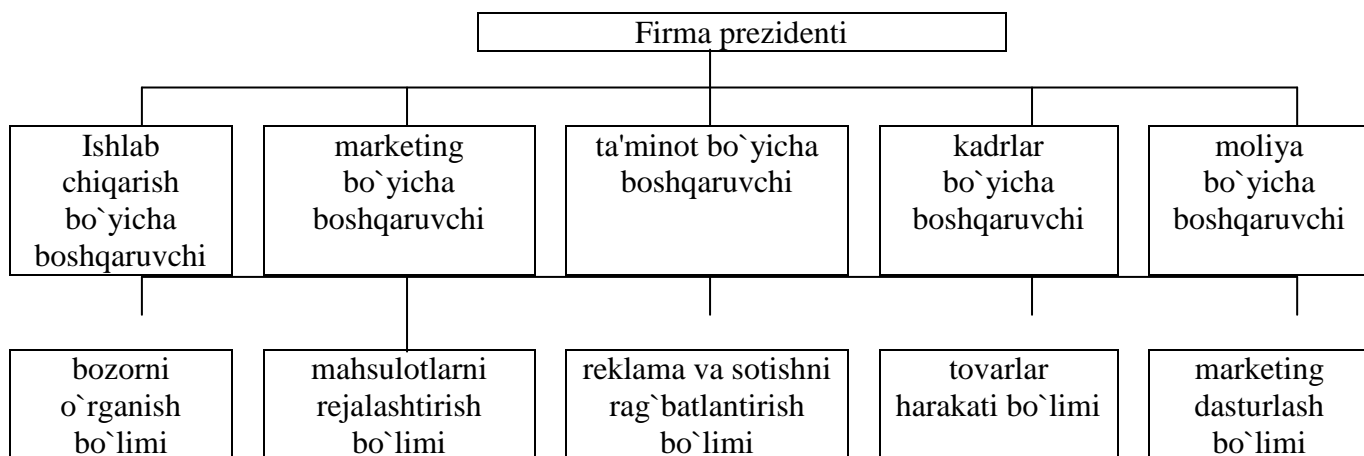 Firma prezidenti
Ishlab
chiqarish
bo`yicha
boshqaruvchi
marketing
bo`yicha
boshqaruvchi
ta'minot bo`yicha
boshqaruvchi
kadrlar
bo`yicha
boshqaruvchi
moliya
bo`yicha
boshqaruvchi
bozorni
o`rganish
bo`limi
mahsulotlarni
rejalashtirish
bo`limi
reklama va sotishni
rag`batlantirish
bo`limi
tovarlar
harakati bo`limi
marketing
dasturlash
bo`limi